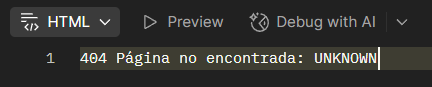 HTML Preview Debug with AI
1 404 Página no encontrada: UNKNOWN